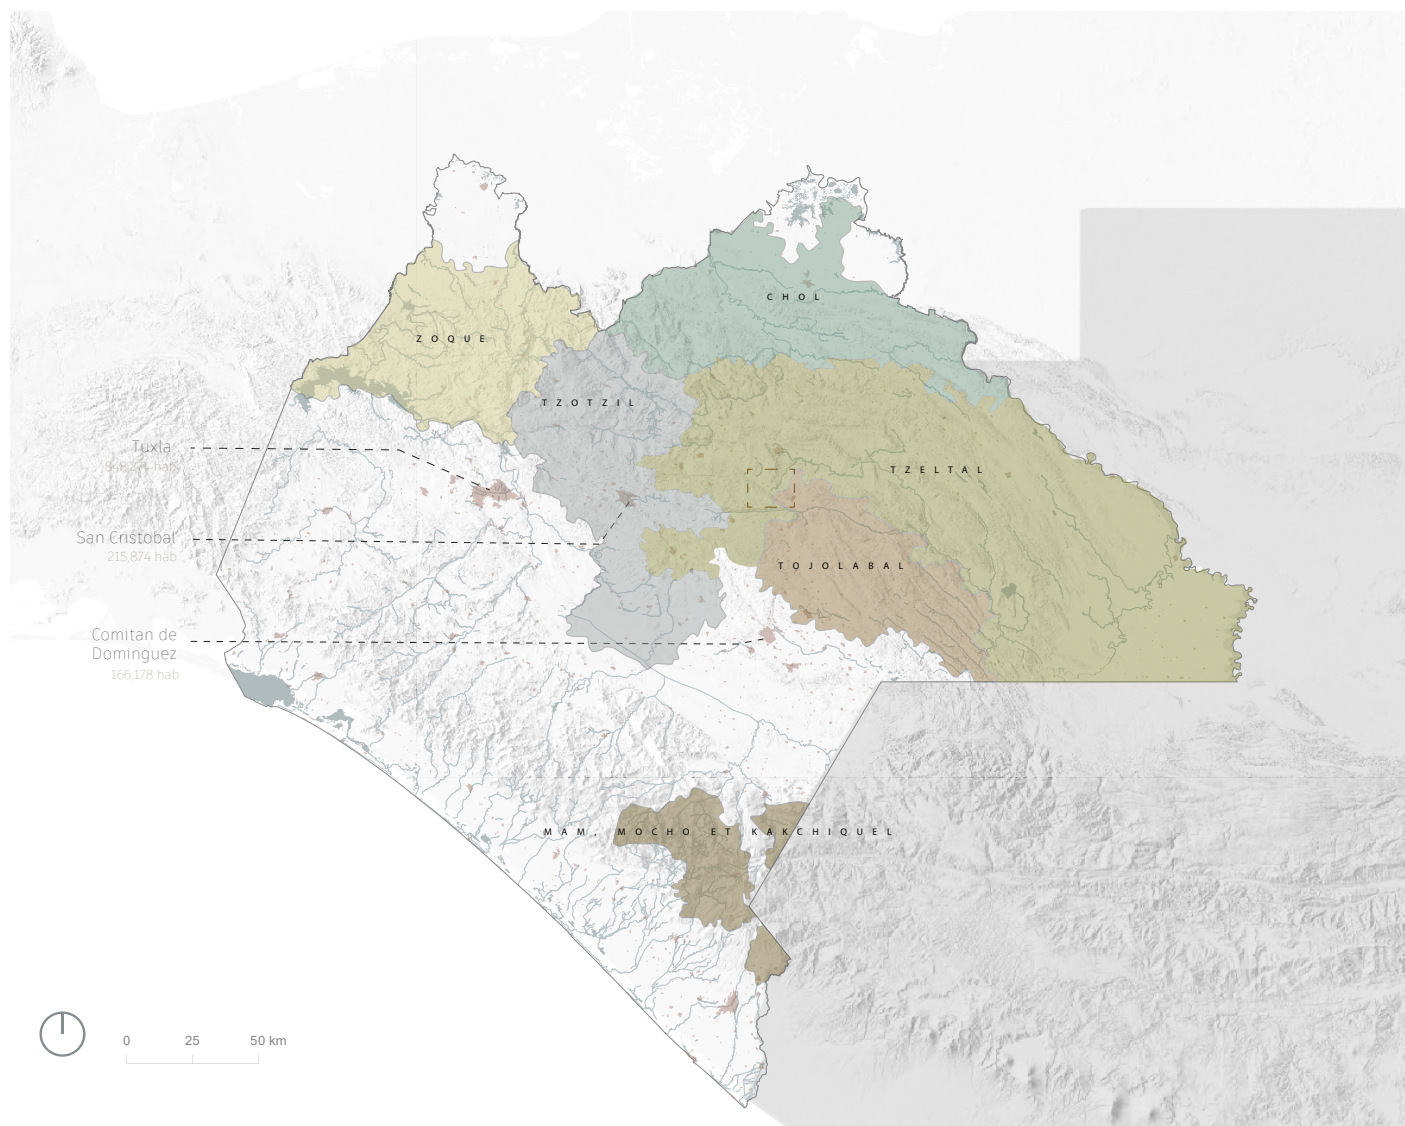 CHOL
ZOQUE
TZOTZIL
Tuxla
TZELTAL
San Cristobal
215,874 hab
TOJOLABAL
Comitan de
Dominguez
166,178 hab
MAM, MOCHO ET KAKCHIQUEL
0 25 50 km